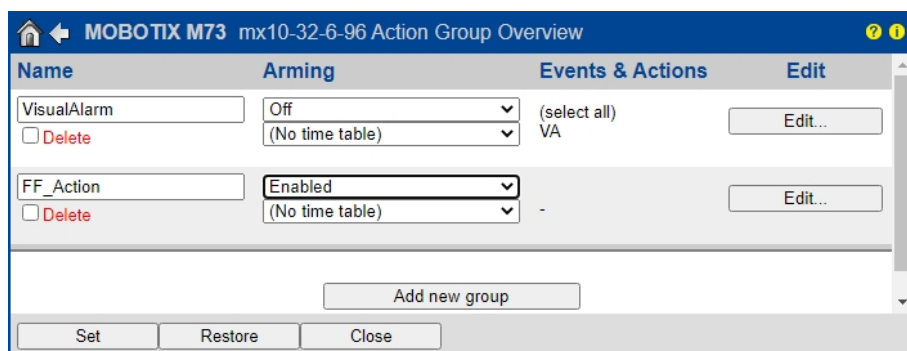 MOBOTIX M73 mx10-32-6-96 Action Group Overview ? i
Name Arming Events & Actions Edit
VisualAlarm Off (select all) Edit...
Delete (No time table) VA
FF_Action Enabled Edit...
Delete (No time table) -
Add new group
Set Restore Close